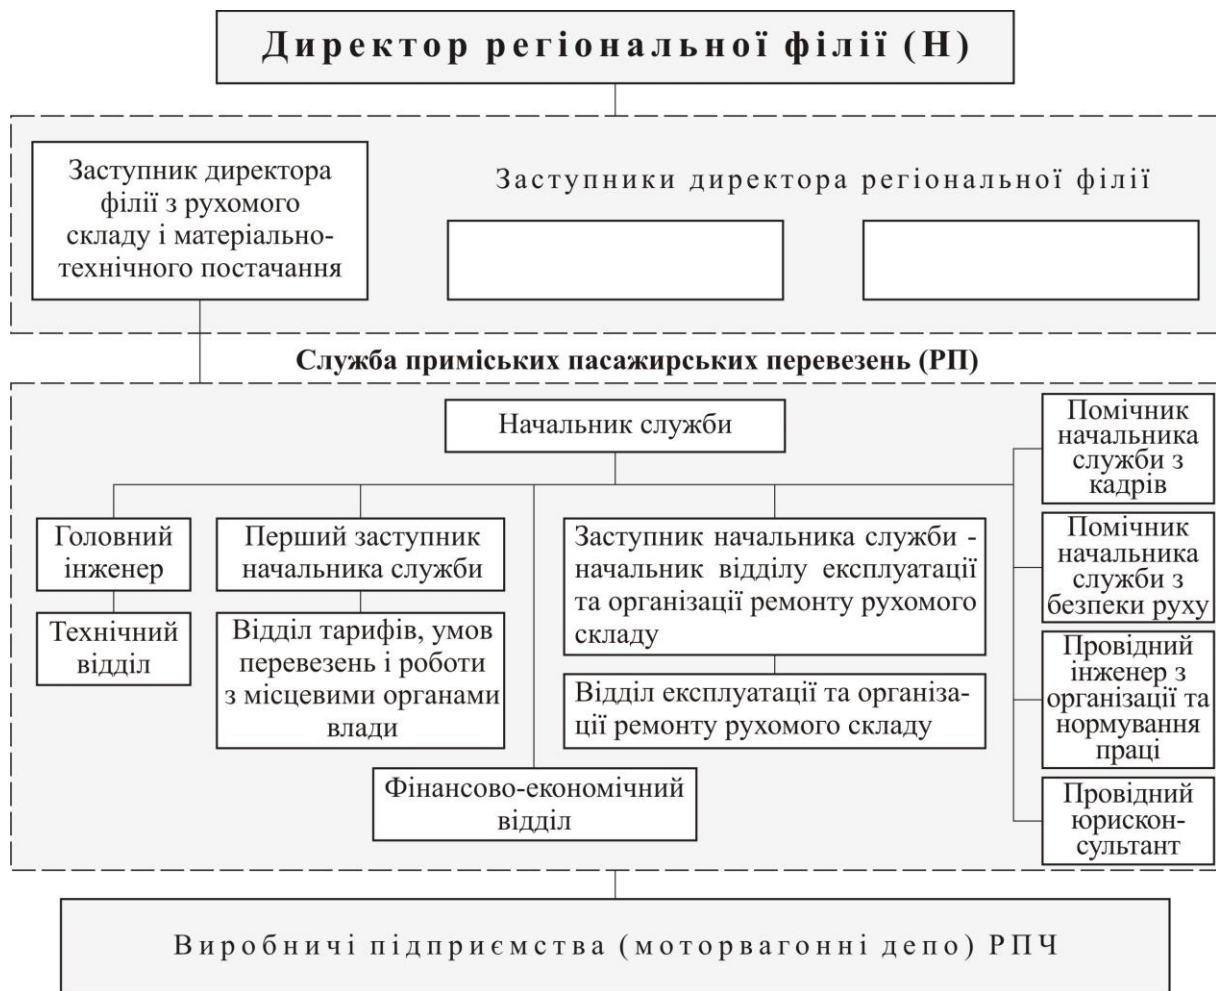 Директор регіональної філії (Н)
Заступник директора
філії з рухомого
складу і матеріально-
технічного постачання
Заступники директора регіональної філії
Служба приміських пасажирських перевезень (РП)
Начальник служби
Помічник
начальника
служби з
кадрів
Головний
інженер
Перший заступник
начальника служби
Заступник начальника служби -
начальник відділу експлуатації
та організації ремонту рухомого
складу
Помічник
начальника
служби з
безпеки руху
Технічний
відділ
Відділ тарифів, умов
перевезень і роботи
з місцевими органами
влади
Відділ експлуатації та організа-
ції ремонту рухомого складу
Провідний
інженер з
організації та
нормування
праці
Фінансово-економічний
відділ
Провідний
юрискон-
сультант
Виробничі підприємства (моторвагонні депо) РПЧ